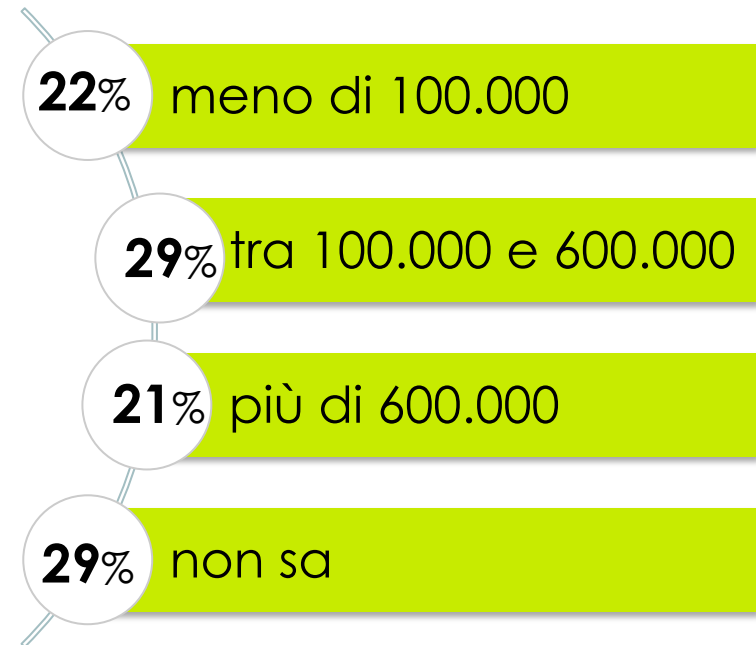 22% meno di 100.000
29% tra 100.000 e 600.000
21% più di 600.000
29% non sa